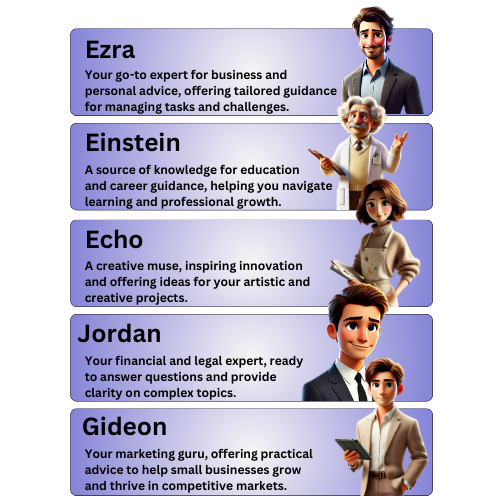 Ezra
Your go-to expert for business and
personal advice, offering tailored guidance
for managing tasks and challenges.
Einstein
A source of knowledge for education
and career guidance, helping you navigate
learning and professional growth.
Echo
A creative muse, inspiring innovation
and offering ideas for your artistic and
creative projects.
Jordan
Your financial and legal expert, ready
to answer questions and provide
clarity on complex topics.
Gideon
Your marketing guru, offering practical
advice to help small businesses grow
and thrive in competitive markets.